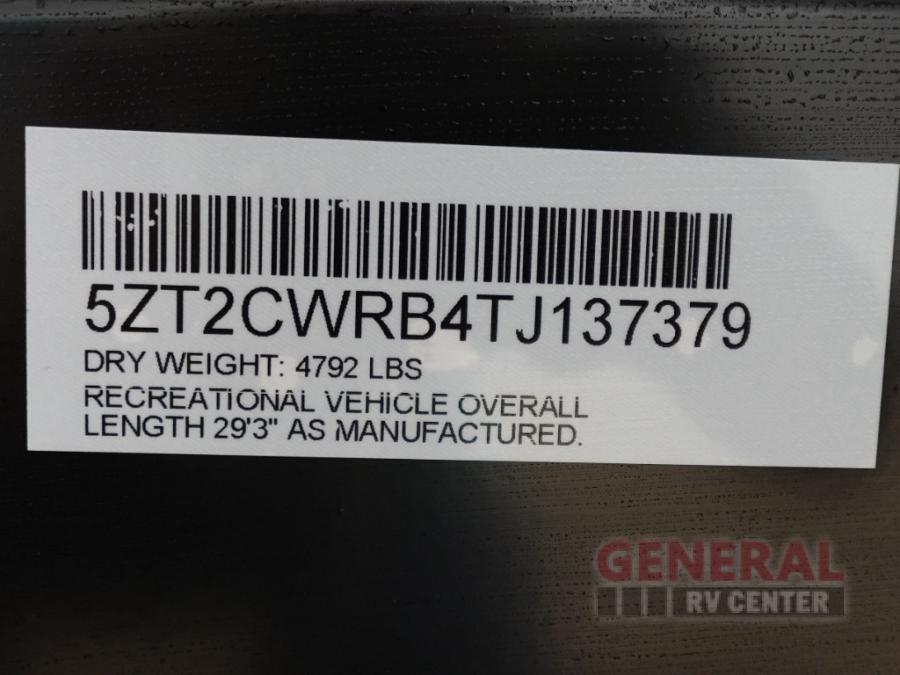 5ZT2CWRB4TJ137379
DRY WEIGHT: 4792 LBS
RECREATIONAL VEHICLE OVERALL
LENGTH 29'3" AS MANUFACTURED.
GENERAL
RV CENTER